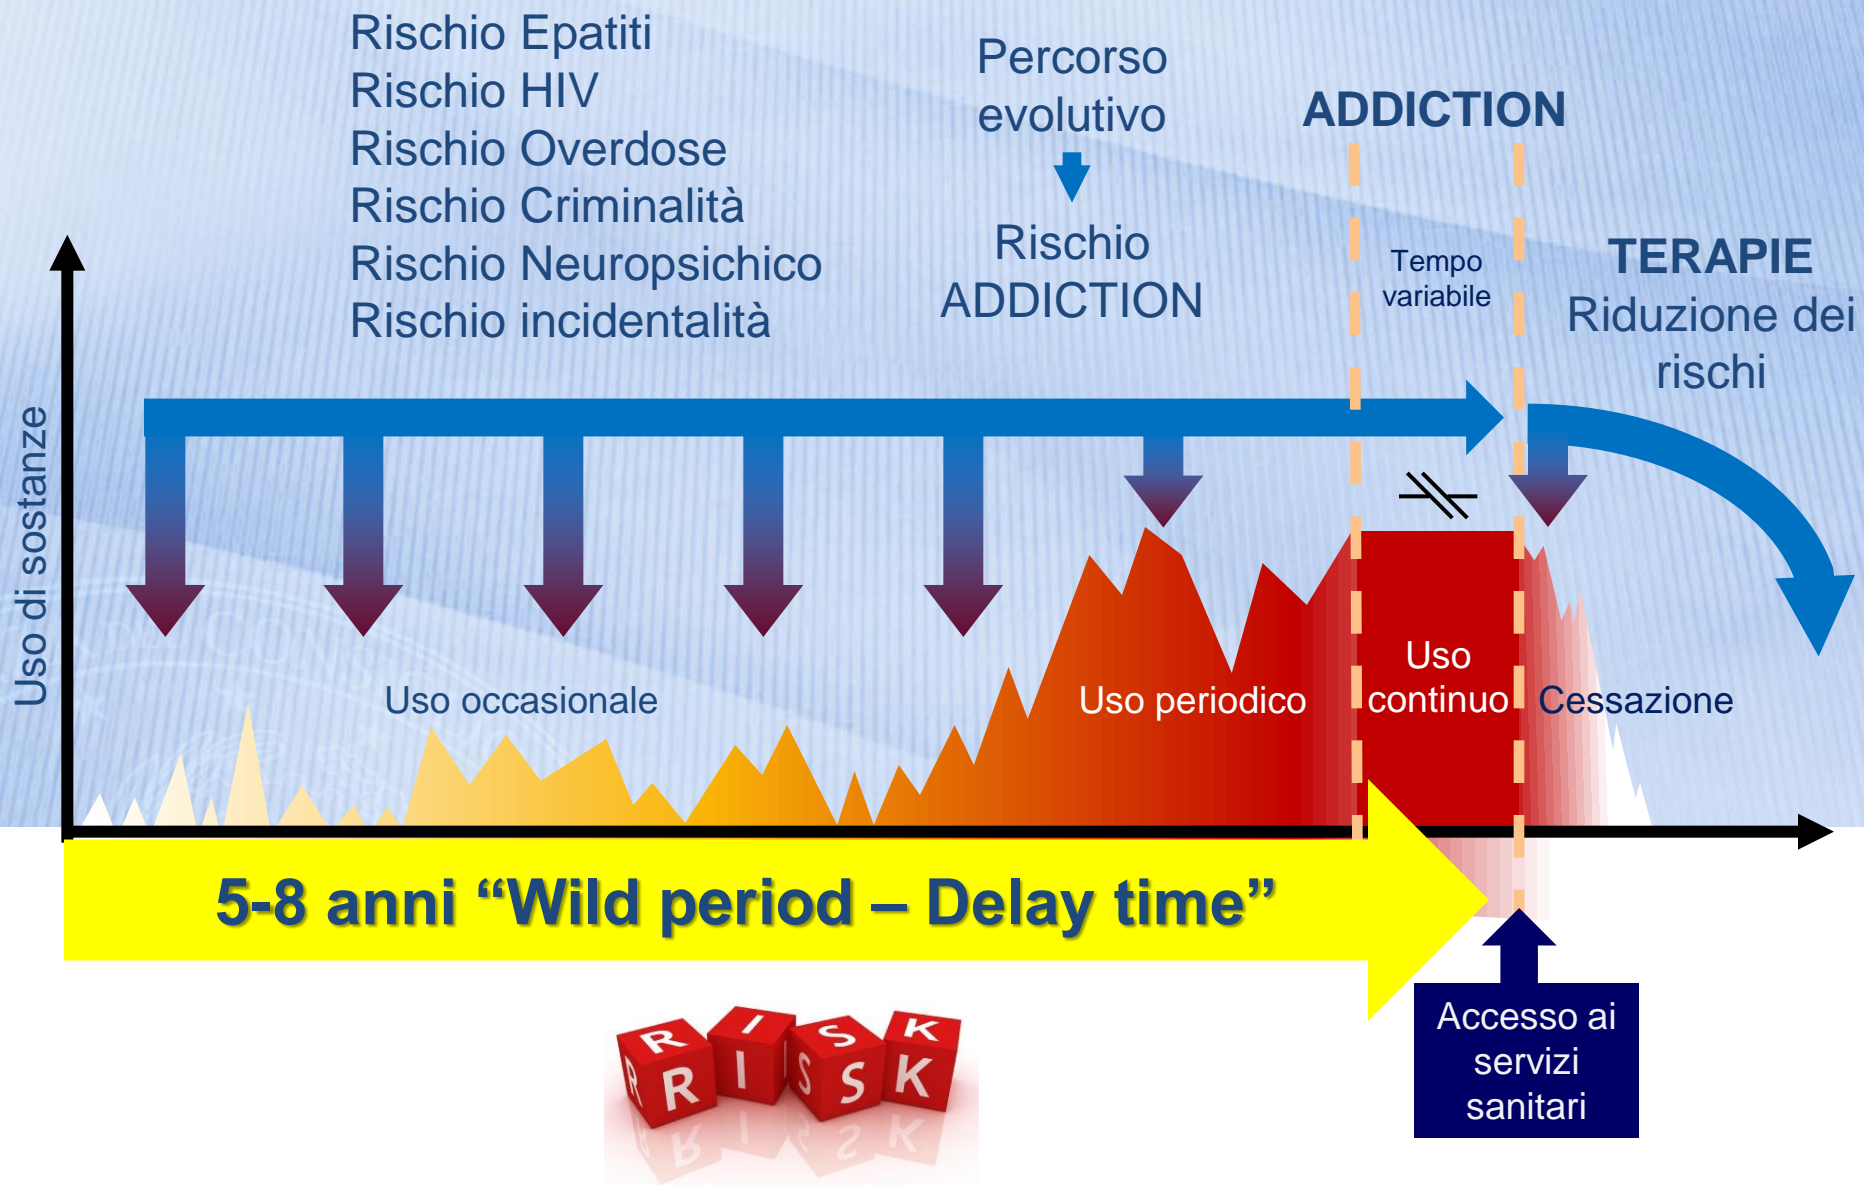 Rischio Epatiti
Rischio HIV
Rischio Overdose
Rischio Criminalità
Rischio Neuropsichico
Rischio incidentalità
Percorso
evolutivo
Rischio
ADDICTION
ADDICTION
Tempo
variabile
TERAPIE
Riduzione dei
rischi
Uso di sostanze
Uso occasionale
Uso periodico
Uso
continuo
Cessazione
5-8 anni “Wild period – Delay time”
R I S K
R R I I S S K
Accesso ai
servizi
sanitari